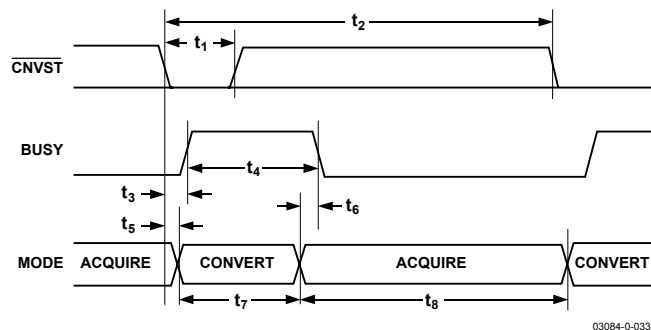 t2
t1
CNVST
BUSY
t4
t3
t6
t5
MODE ACQUIRE CONVERT ACQUIRE CONVERT
t7 t8
03084-0-033